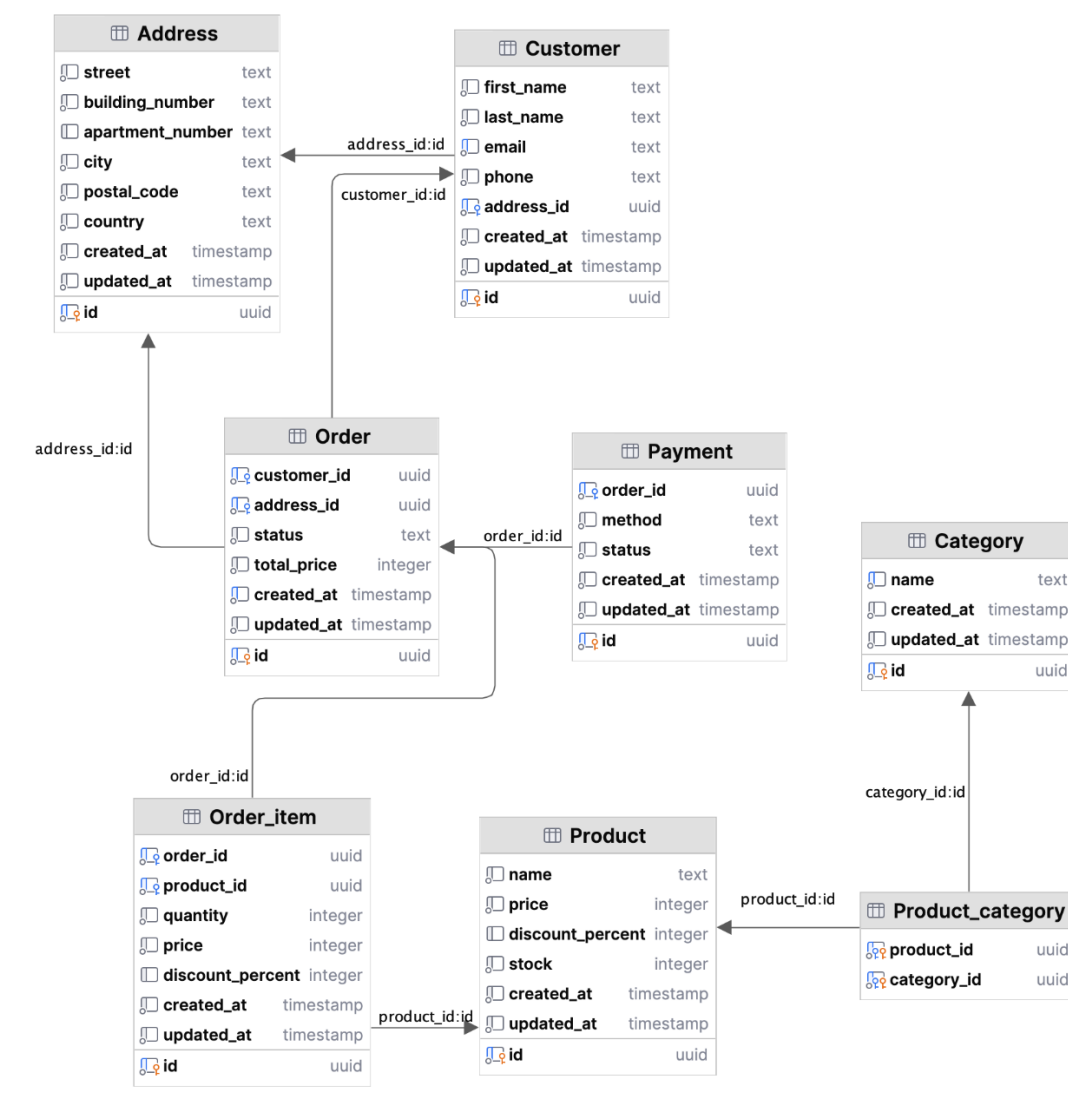 Address
street text
building_number text
apartment_number text
city text
postal_code text
country text
created_at timestamp
updated_at timestamp
id uuid
Customer
first_name text
last_name text
email text
phone text
address_id uuid
created_at timestamp
updated_at timestamp
id uuid
address_id:id
customer_id:id
address_id:id
Order
customer_id uuid
address_id uuid
status text
total_price integer
created_at timestamp
updated_at timestamp
id uuid
order_id:id
Payment
order_id uuid
method text
status text
created_at timestamp
updated_at timestamp
id uuid
Category
name text
created_at timestamp
updated_at timestamp
id uuid
order_id:id
category_id:id
Order_item
order_id uuid
product_id uuid
quantity integer
price integer
discount_percent integer
created_at timestamp
updated_at timestamp
id uuid
product_id:id
Product
name text
price integer
discount_percent integer
stock integer
created_at timestamp
updated_at timestamp
id uuid
product_id:id
Product_category
product_id uuid
category_id uuid